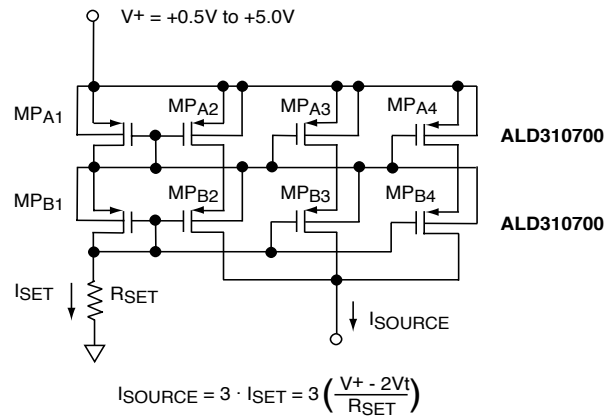 V+ = +0.5V to +5.0V
MPA1
MPA2
MPA3
MPA4
ALD310700
MPB1
MPB2
MPB3
MPB4
ALD310700
ISET
RSET
ISOURCE
ISOURCE = 3 · ISET = 3 (V+ - 2Vt / RSET)